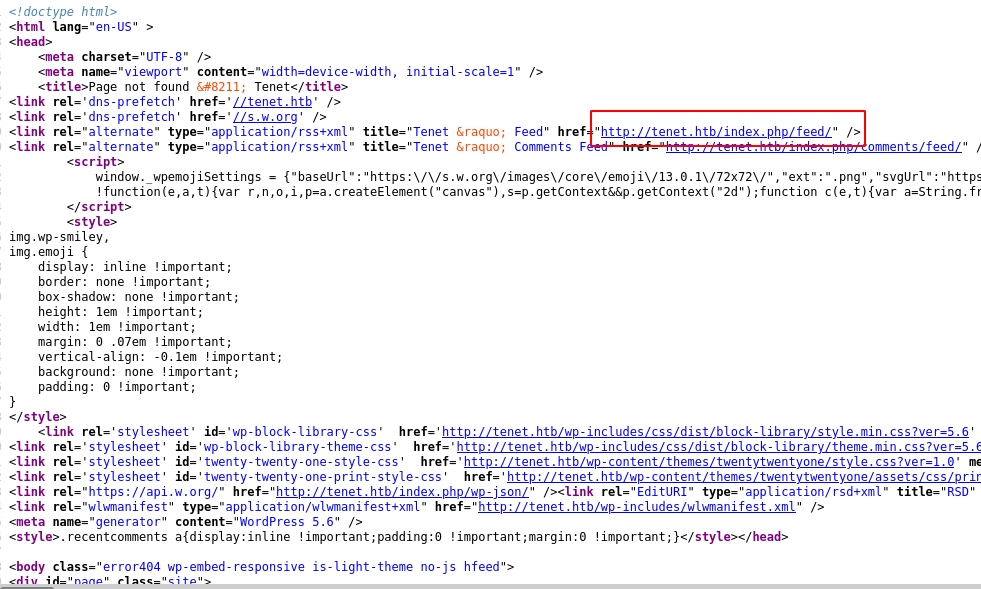 <!doctype html>
<html lang="en-US" >
<head>
<meta charset="UTF-8" />
<meta name="viewport" content="width=device-width, initial-scale=1" />
<title>Page not found &#8211; Tenet</title>
<link rel='dns-prefetch' href='//tenet.htb' />
<link rel='dns-prefetch' href='//s.w.org' />
<link rel="alternate" type="application/rss+xml" title="Tenet &raquo; Feed" href="http://tenet.htb/index.php/feed/" />
<link rel="alternate" type="application/rss+xml" title="Tenet &raquo; Comments Feed" href="http://tenet.htb/index.php/comments/feed/" /
<script>
window._wpemojiSettings = {"baseUrl":"https:\/\/s.w.org\/images\/core\/emoji\/13.0.1\/72x72\/","ext":".png","svgUrl":"https
!function(e,a,t){var r,n,o,i,p=a.createElement("canvas"),s=p.getContext&&p.getContext("2d");function c(e,t){var a=String.fr
</script>
<style>
img.wp-smiley,
img.emoji {
display: inline !important;
border: none !important;
box-shadow: none !important;
height: 1em !important;
width: 1em !important;
margin: 0 .07em !important;
vertical-align: -0.1em !important;
background: none !important;
padding: 0 !important;
}
</style>
<link rel='stylesheet' id='wp-block-library-css'  href='http://tenet.htb/wp-includes/css/dist/block-library/style.min.css?ver=5.6'
<link rel='stylesheet' id='wp-block-library-theme-css'  href='http://tenet.htb/wp-includes/css/dist/block-library/theme.min.css?ver=5.6
<link rel='stylesheet' id='twenty-twenty-one-style-css'  href='http://tenet.htb/wp-content/themes/twentytwentyone/style.css?ver=1.0' me
<link rel='stylesheet' id='twenty-twenty-one-print-style-css'  href='http://tenet.htb/wp-content/themes/twentytwentyone/assets/css/prin
<link rel="https://api.w.org/" href="http://tenet.htb/index.php/wp-json/" /><link rel="EditURI" type="application/rsd+xml" title="RSD"
<link rel="wlwmanifest" type="application/wlwmanifest+xml" href="http://tenet.htb/wp-includes/wlwmanifest.xml" />
<meta name="generator" content="WordPress 5.6" />
<style>.recentcomments a{display:inline !important;padding:0 !important;margin:0 !important;}</style></head>
<body class="error404 wp-embed-responsive is-light-theme no-js hfeed">
<div id="page" class="site">